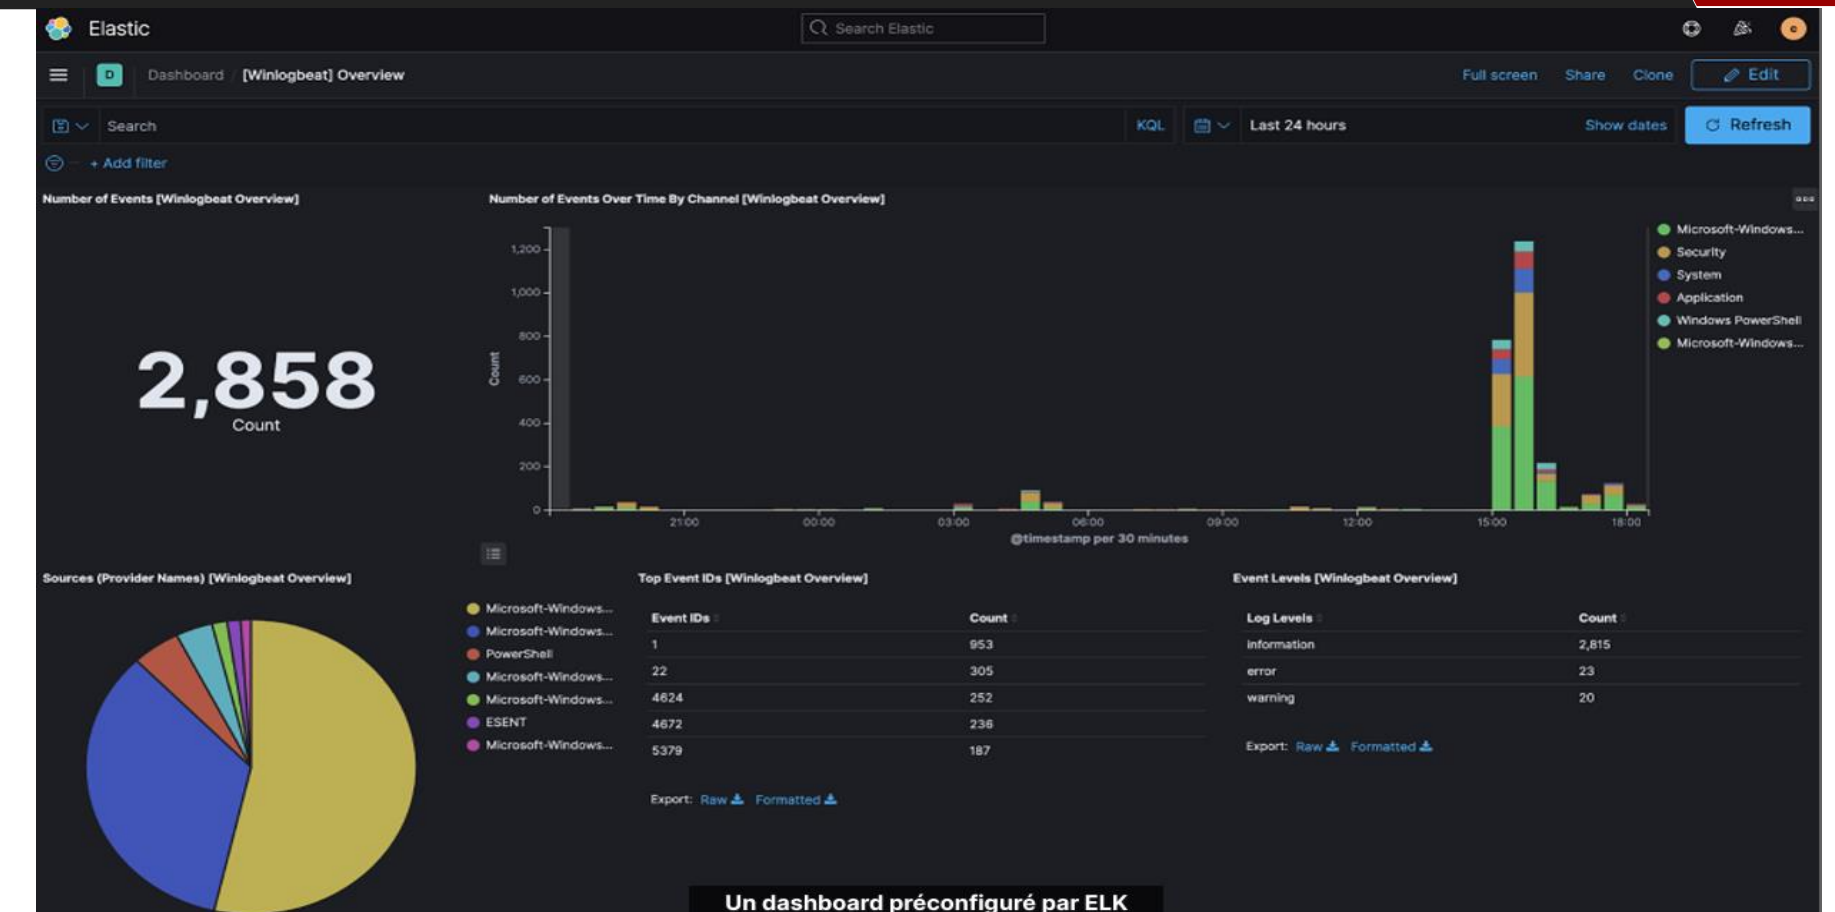 Elastic
Search Elastic
e
D
Dashboard / [Winlogbeat] Overview
Full screen
Share
Clone
Edit
Search
KQL
Last 24 hours
Show dates
Refresh
+ Add filter
Number of Events [Winlogbeat Overview]
2,858
Count
Number of Events Over Time By Channel [Winlogbeat Overview]
Count
1,200
1,000
800
600
400
200
0
21:00 00:00 03:00 06:00 09:00 12:00 15:00 18:00
@timestamp per 30 minutes
Microsoft-Windows...
Security
System
Application
Windows PowerShell
Microsoft-Windows...
Sources (Provider Names) [Winlogbeat Overview]
Microsoft-Windows...
Microsoft-Windows...
PowerShell
Microsoft-Windows...
Microsoft-Windows...
ESENT
Microsoft-Windows...
Top Event IDs [Winlogbeat Overview]
Event IDs Count
1 953
22 305
4624 252
4672 236
5379 187
Export: Raw Formatted
Event Levels [Winlogbeat Overview]
Log Levels Count
information 2,815
error 23
warning 20
Export: Raw Formatted
Un dashboard préconfiguré par ELK